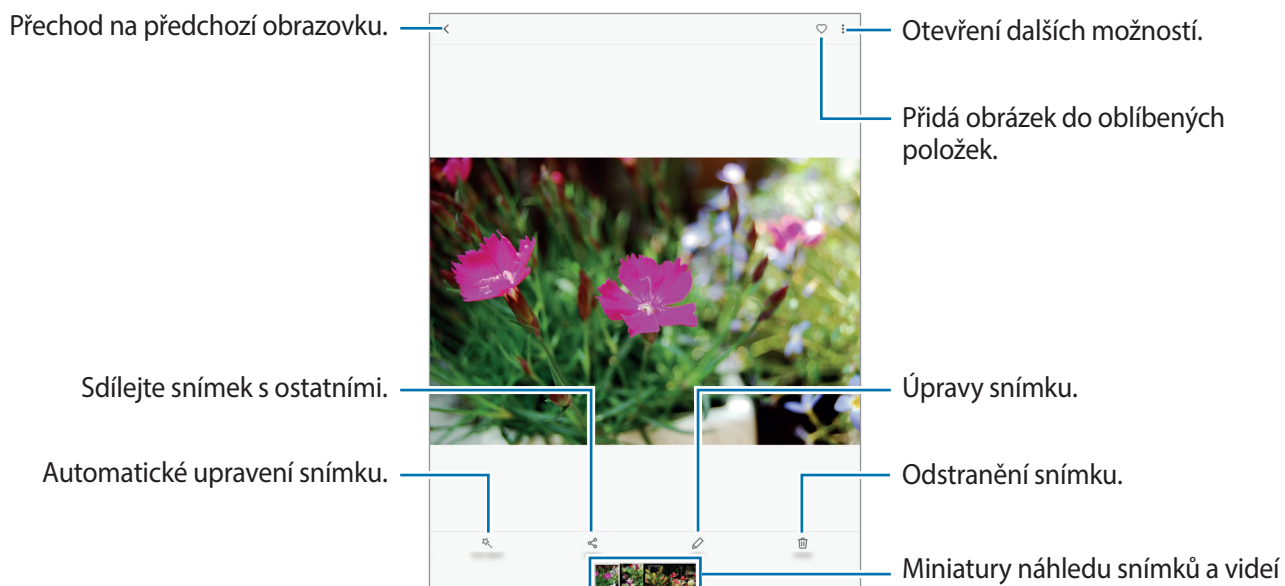 Přechod na předchozí obrazovku.
Otevření dalších možností.
Přidá obrázek do oblíbených
položek.
Sdílejte snímek s ostatními.
Úpravy snímku.
Automatické upravení snímku.
Odstranění snímku.
Miniatury náhledu snímků a videí